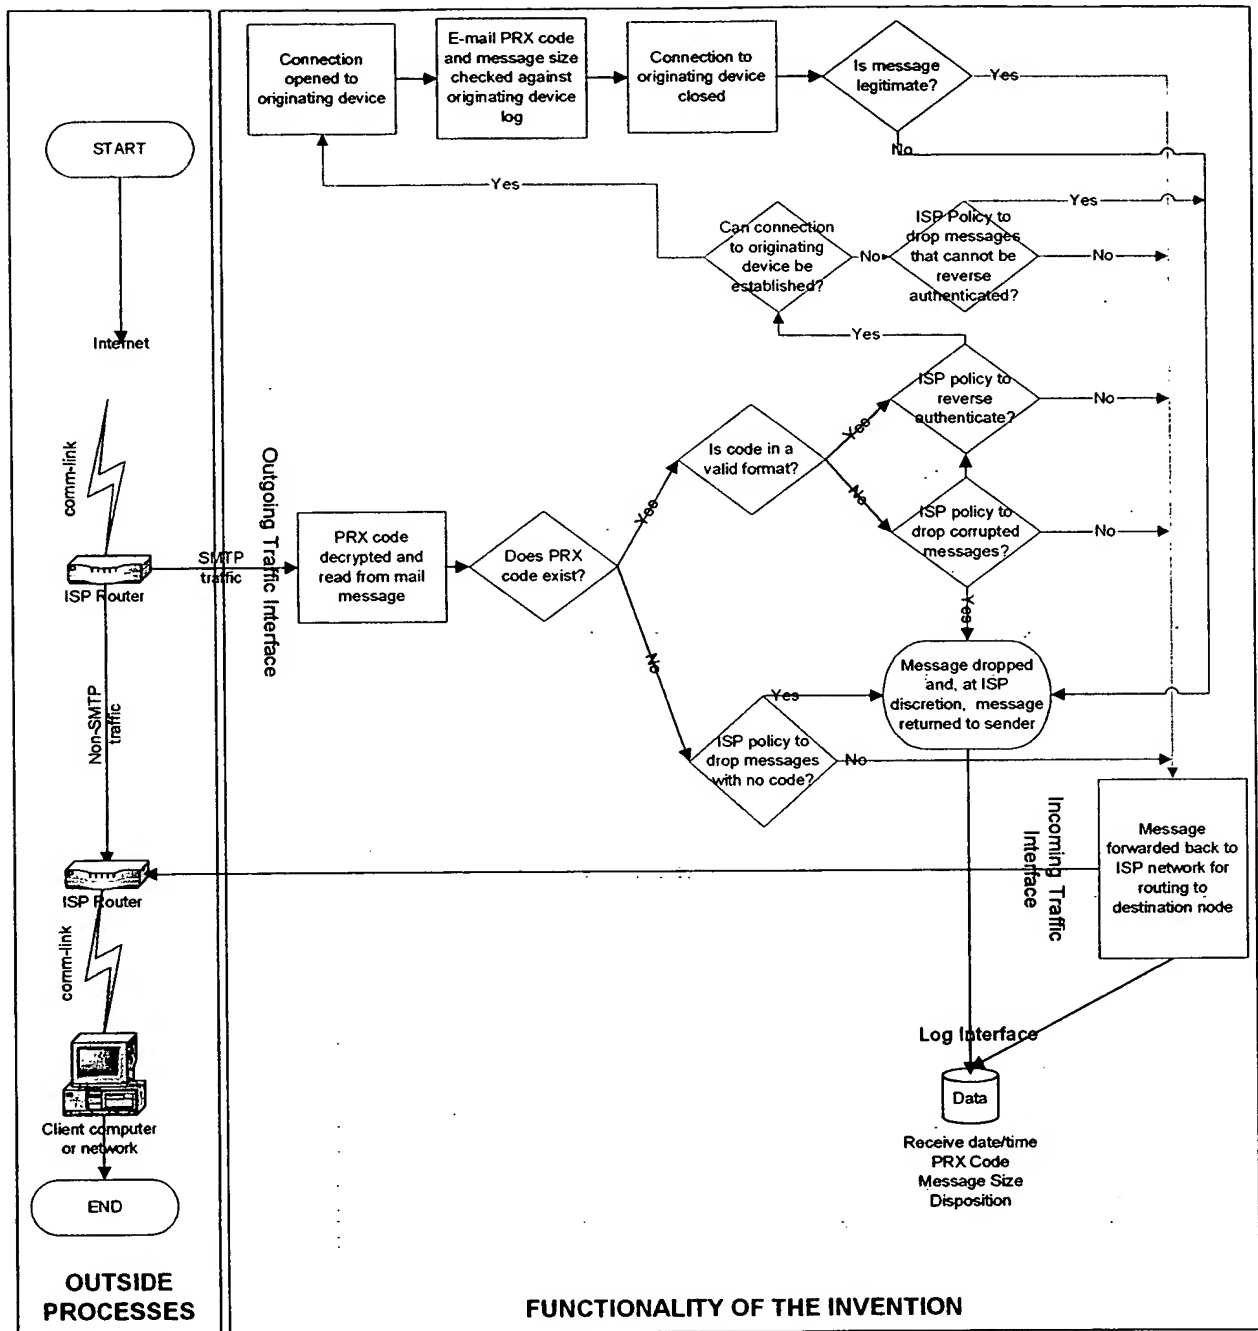 Connection
opened to
originating device
E-mail PRX code
and message size
checked against
originating device
log
Connection to
originating device
closed
Is message
legitimate?
Yes
No
START
Yes
Can connection
to originating
device be
established?
No
ISP Policy to
drop messages
that cannot be
reverse
authenticated?
Yes
No
Internet
Yes
ISP policy to
reverse
authenticate?
No
comm-link
Outgoing Traffic Interface
Is code in a
valid format?
Yes
No
ISP policy to
drop corrupted
messages?
No
Yes
SMTP
traffic
ISP Router
PRX code
decrypted and
read from mail
message
Does PRX
code exist?
Yes
No
Non-SMTP
traffic
Message dropped
and, at ISP
discretion, message
returned to sender
Yes
ISP policy to
drop messages
with no code?
No
Incoming Traffic
Interface
Message
forwarded back to
ISP network for
routing to
destination node
ISP Router
comm-link
Client computer
or network
END
Log Interface
Data
Receive date/time
PRX Code
Message Size
Disposition
OUTSIDE
PROCESSES
FUNCTIONALITY OF THE INVENTION